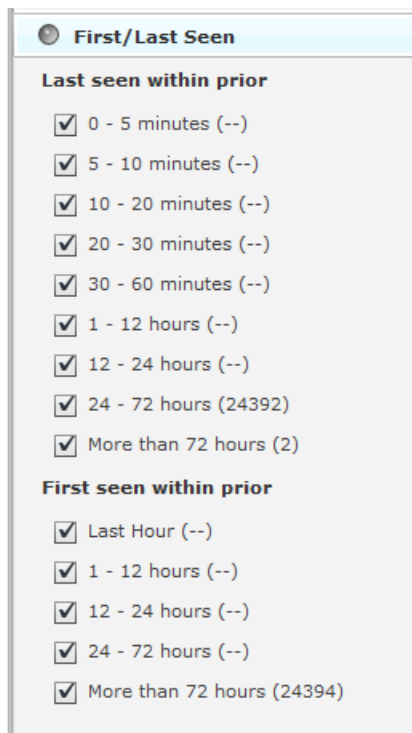 First/Last Seen
Last seen within prior
0 - 5 minutes (--)
5 - 10 minutes (--)
10 - 20 minutes (--)
20 - 30 minutes (--)
30 - 60 minutes (--)
1 - 12 hours (--)
12 - 24 hours (--)
24 - 72 hours (24392)
More than 72 hours (2)
First seen within prior
Last Hour (--)
1 - 12 hours (--)
12 - 24 hours (--)
24 - 72 hours (--)
More than 72 hours (24394)